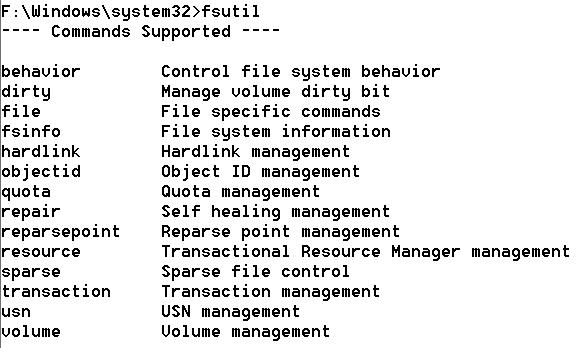 F:\Windows\system32>fsutil
---- Commands Supported ----
behavior        Control file system behavior
dirty           Manage volume dirty bit
file            File specific commands
fsinfo          File system information
hardlink        Hardlink management
objectid        Object ID management
quota           Quota management
repair          Self healing management
reparsepoint    Reparse point management
resource        Transactional Resource Manager management
sparse          Sparse file control
transaction     Transaction management
usn             USN management
volume          Volume management